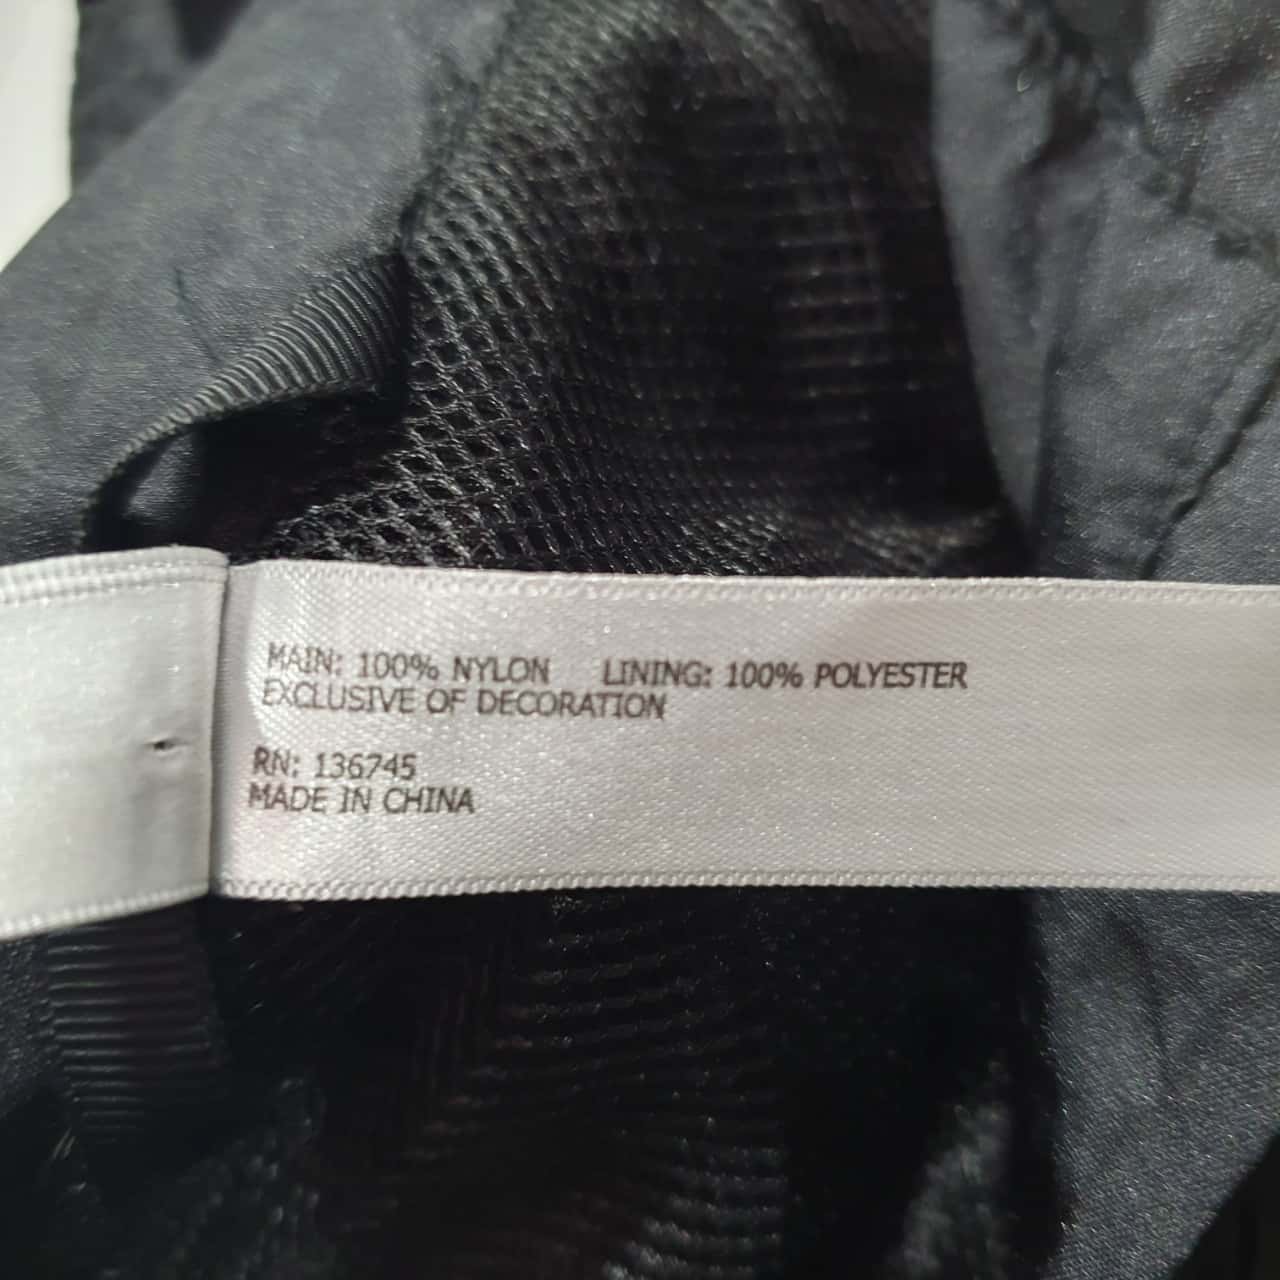 MAIN: 100% NYLON LINING: 100% POLYESTER
EXCLUSIVE OF DECORATION
RN: 136745
MADE IN CHINA